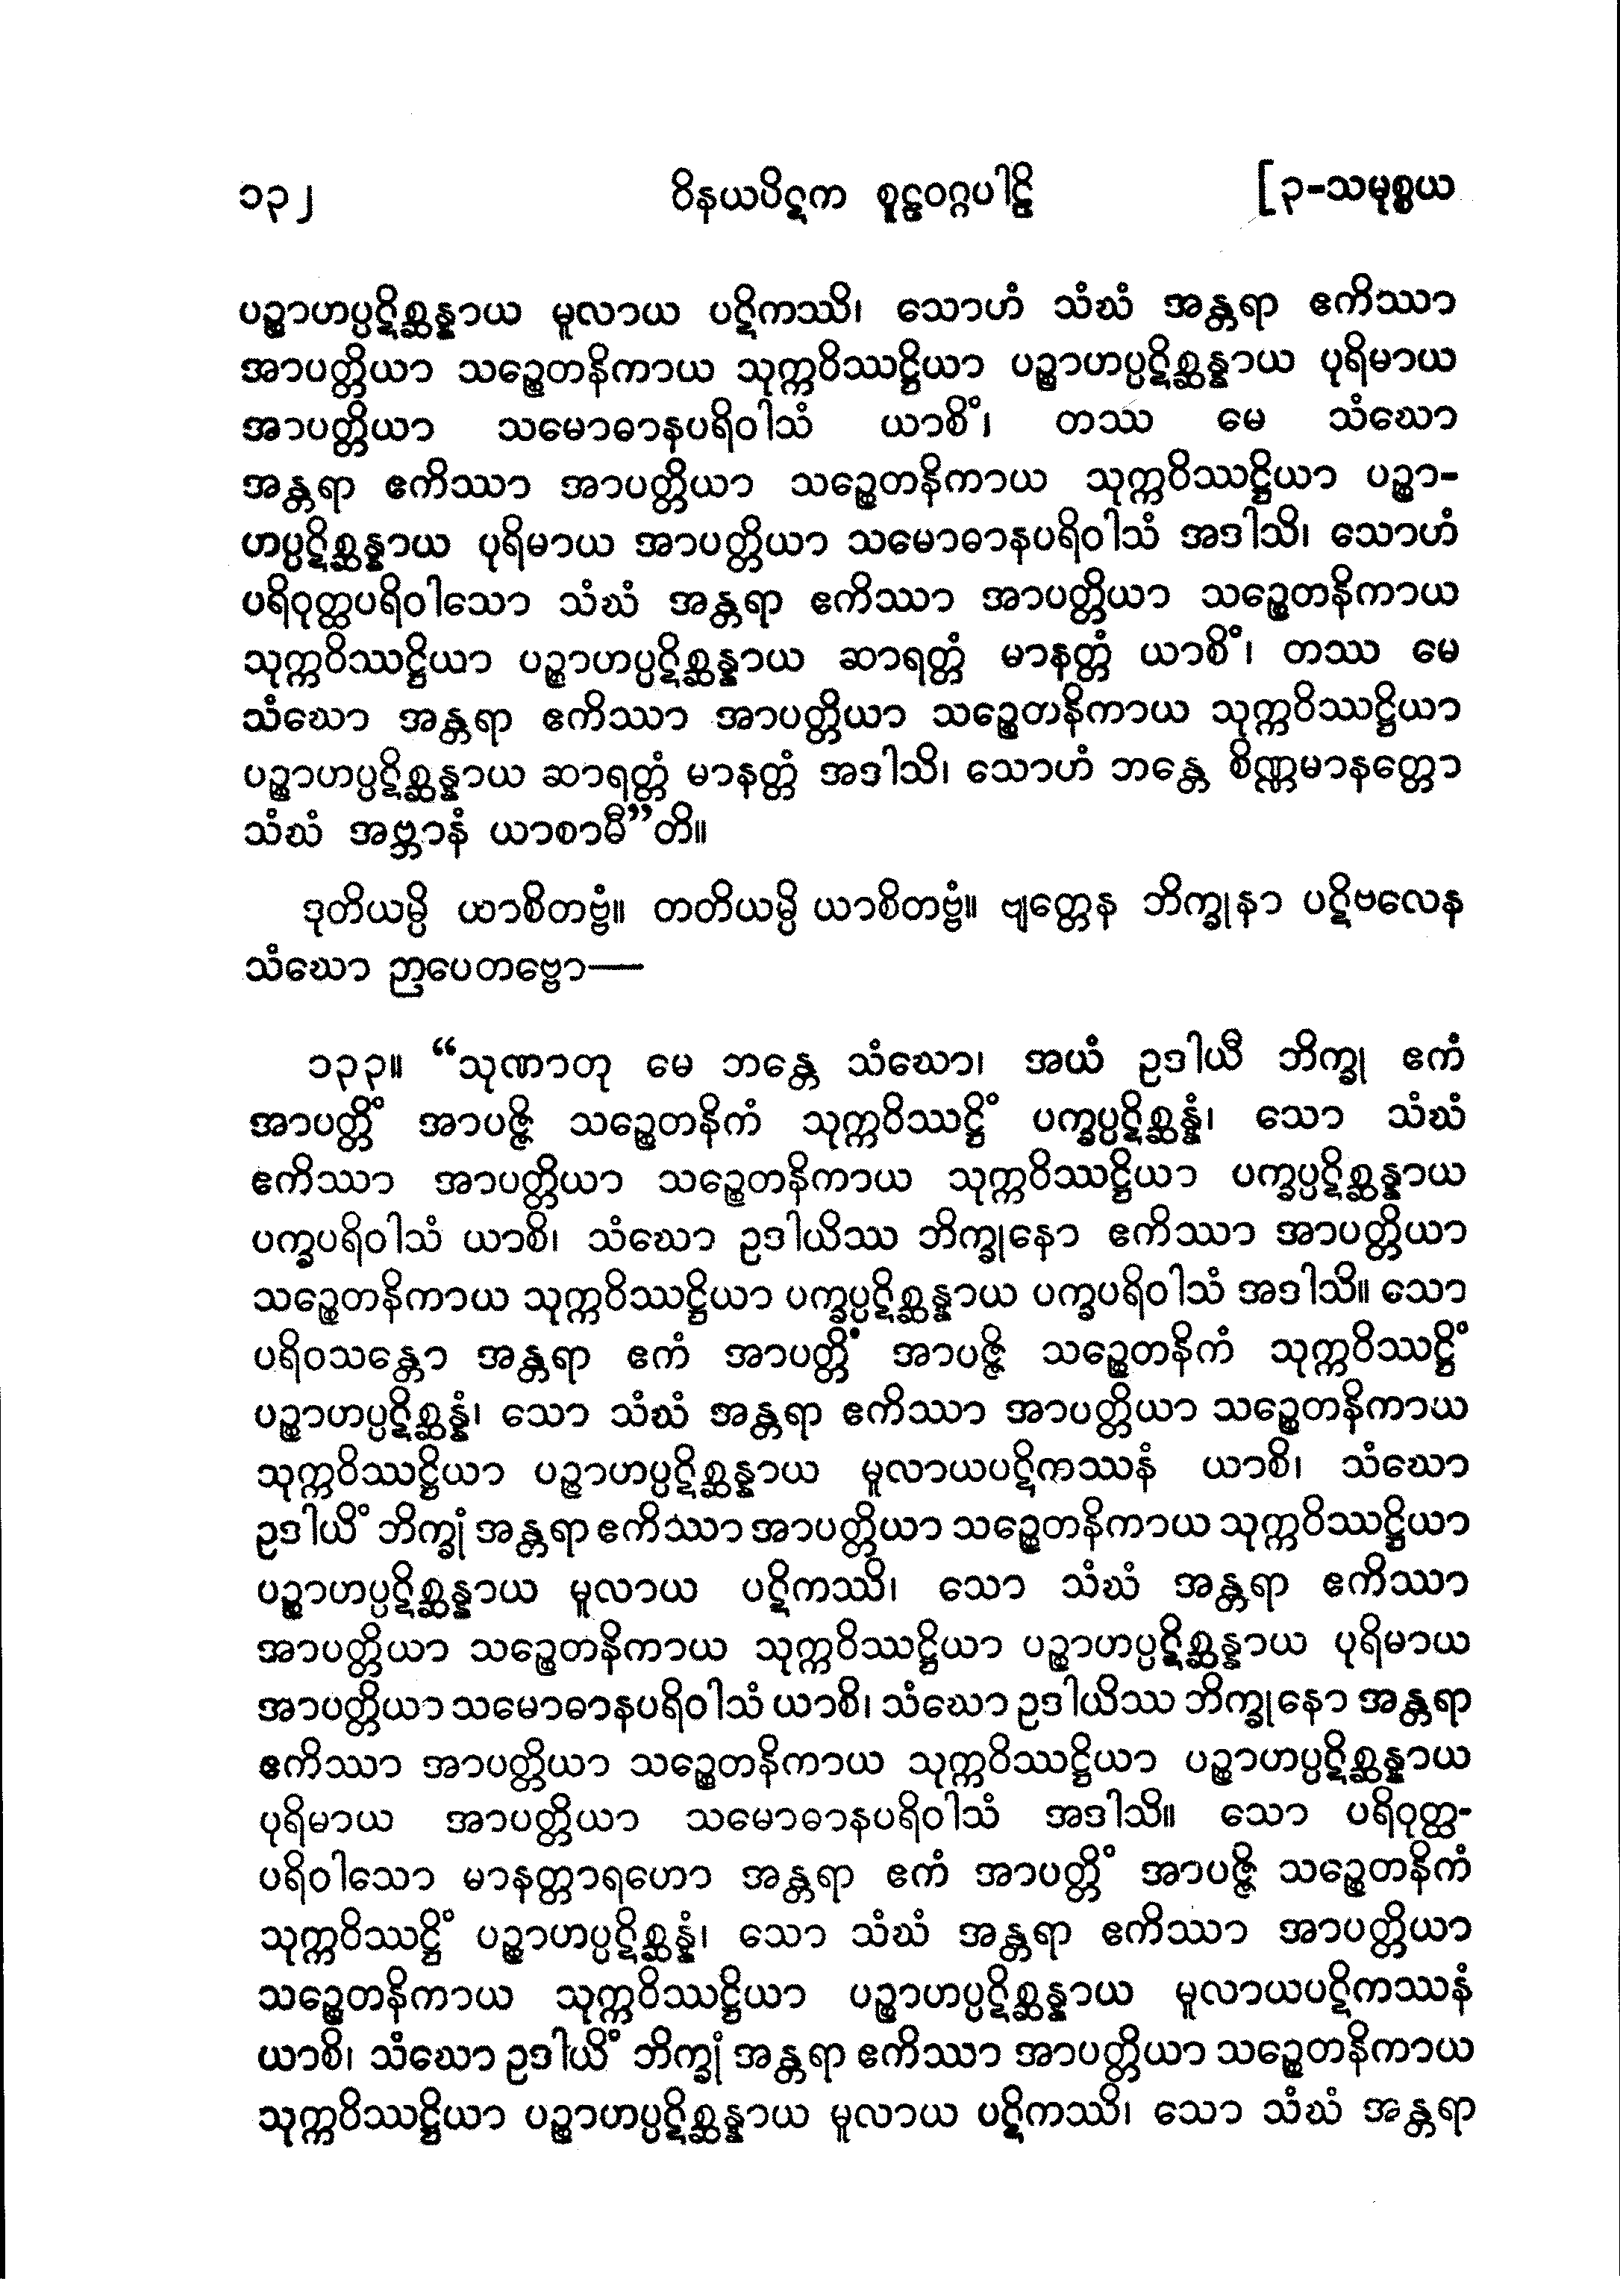 ၁၃၂ ဝိနယပိဋက စူဠဝဂ္ဂပါဠိ [၃-သမုစ္စယ
ပဉ္စာဟပ္ပဋိစ္ဆန္နာယ မူလာယ ပဋိကဿိ၊ သောဟံ သံဃံ အန္တရာ ဧကိဿာ
အာပတ္တိယာ သဉ္စေတနိကာယ သုက္ကဝိဿဋ္ဌိယာ ပဉ္စာဟပ္ပဋိစ္ဆန္နာယ ပုရိမာယ
အာပတ္တိယာ သမောဓာနပရိဝါသံ ယာစိံ၊ တဿ မေ သံဃော
အန္တရာ ဧကိဿာ အာပတ္တိယာ သဉ္စေတနိကာယ သုက္ကဝိဿဋ္ဌိယာ ပဉ္စာ-
ဟပ္ပဋိစ္ဆန္နာယ ပုရိမာယ အာပတ္တိယာ သမောဓာနပရိဝါသံ အဒါသိ၊ သောဟံ
ပရိဝုတ္ထပရိဝါသော သံဃံ အန္တရာ ဧကိဿာ အာပတ္တိယာ သဉ္စေတနိကာယ
သုက္ကဝိဿဋ္ဌိယာ ပဉ္စာဟပ္ပဋိစ္ဆန္နာယ ဆာရတ္တံ မာနတ္တံ ယာစိံ၊ တဿ မေ
သံဃော အန္တရာ ဧကိဿာ အာပတ္တိယာ သဉ္စေတနိကာယ သုက္ကဝိဿဋ္ဌိယာ
ပဉ္စာဟပ္ပဋိစ္ဆန္နာယ ဆာရတ္တံ မာနတ္တံ အဒါသိ၊ သောဟံ ဘန္တေ စိဏ္ဏမာနတ္တော
သံဃံ အဗ္ဘာနံ ယာစာမီ”တိ။
ဒုတိယမ္ပိ ယာစိတဗ္ဗံ။ တတိယမ္ပိ ယာစိတဗ္ဗံ။ ဗျတ္တေန ဘိက္ခုနာ ပဋိဗလေန
သံဃော ဉာပေတဗ္ဗော—
၁၃၃။ “သုဏာတု မေ ဘန္တေ သံဃော၊ အယံ ဥဒါယီ ဘိက္ခု ဧကံ
အာပတ္တိံ အာပဇ္ဇိ သဉ္စေတနိကံ သုက္ကဝိဿဋ္ဌိံ ပက္ခပ္ပဋိစ္ဆန္နံ၊ သော သံဃံ
ဧကိဿာ အာပတ္တိယာ သဉ္စေတနိကာယ သုက္ကဝိဿဋ္ဌိယာ ပက္ခပ္ပဋိစ္ဆန္နာယ
ပက္ခပရိဝါသံ ယာစိ၊ သံဃော ဥဒါယိဿ ဘိက္ခုနော ဧကိဿာ အာပတ္တိယာ
သဉ္စေတနိကာယ သုက္ကဝိဿဋ္ဌိယာ ပက္ခပ္ပဋိစ္ဆန္နာယ ပက္ခပရိဝါသံ အဒါသိ။ သော
ပရိဝသန္တော အန္တရာ ဧကံ အာပတ္တိံ အာပဇ္ဇိ သဉ္စေတနိကံ သုက္ကဝိဿဋ္ဌိံ
ပဉ္စာဟပ္ပဋိစ္ဆန္နံ၊ သော သံဃံ အန္တရာ ဧကိဿာ အာပတ္တိယာ သဉ္စေတနိကာယ
သုက္ကဝိဿဋ္ဌိယာ ပဉ္စာဟပ္ပဋိစ္ဆန္နာယ မူလာယပဋိကဿနံ ယာစိ၊ သံဃော
ဥဒါယိံ ဘိက္ခုံ အန္တရာ ဧကိဿာ အာပတ္တိယာ သဉ္စေတနိကာယ သုက္ကဝိဿဋ္ဌိယာ
ပဉ္စာဟပ္ပဋိစ္ဆန္နာယ မူလာယ ပဋိကဿိ၊ သော သံဃံ အန္တရာ ဧကိဿာ
အာပတ္တိယာ သဉ္စေတနိကာယ သုက္ကဝိဿဋ္ဌိယာ ပဉ္စာဟပ္ပဋိစ္ဆန္နာယ ပုရိမာယ
အာပတ္တိယာ သမောဓာနပရိဝါသံ ယာစိ၊ သံဃော ဥဒါယိဿ ဘိက္ခုနော အန္တရာ
ဧကိဿာ အာပတ္တိယာ သဉ္စေတနိကာယ သုက္ကဝိဿဋ္ဌိယာ ပဉ္စာဟပ္ပဋိစ္ဆန္နာယ
ပုရိမာယ အာပတ္တိယာ သမောဓာနပရိဝါသံ အဒါသိ။ သော ပရိဝုတ္ထ-
ပရိဝါသော မာနတ္တာရဟော အန္တရာ ဧကံ အာပတ္တိံ အာပဇ္ဇိ သဉ္စေတနိကံ
သုက္ကဝိဿဋ္ဌိံ ပဉ္စာဟပ္ပဋိစ္ဆန္နံ၊ သော သံဃံ အန္တရာ ဧကိဿာ အာပတ္တိယာ
သဉ္စေတနိကာယ သုက္ကဝိဿဋ္ဌိယာ ပဉ္စာဟပ္ပဋိစ္ဆန္နာယ မူလာယပဋိကဿနံ
ယာစိ၊ သံဃော ဥဒါယိံ ဘိက္ခုံ အန္တရာ ဧကိဿာ အာပတ္တိယာ သဉ္စေတနိကာယ
သုက္ကဝိဿဋ္ဌိယာ ပဉ္စာဟပ္ပဋိစ္ဆန္နာယ မူလာယ ပဋိကဿိ၊ သော သံဃံ အန္တရာ